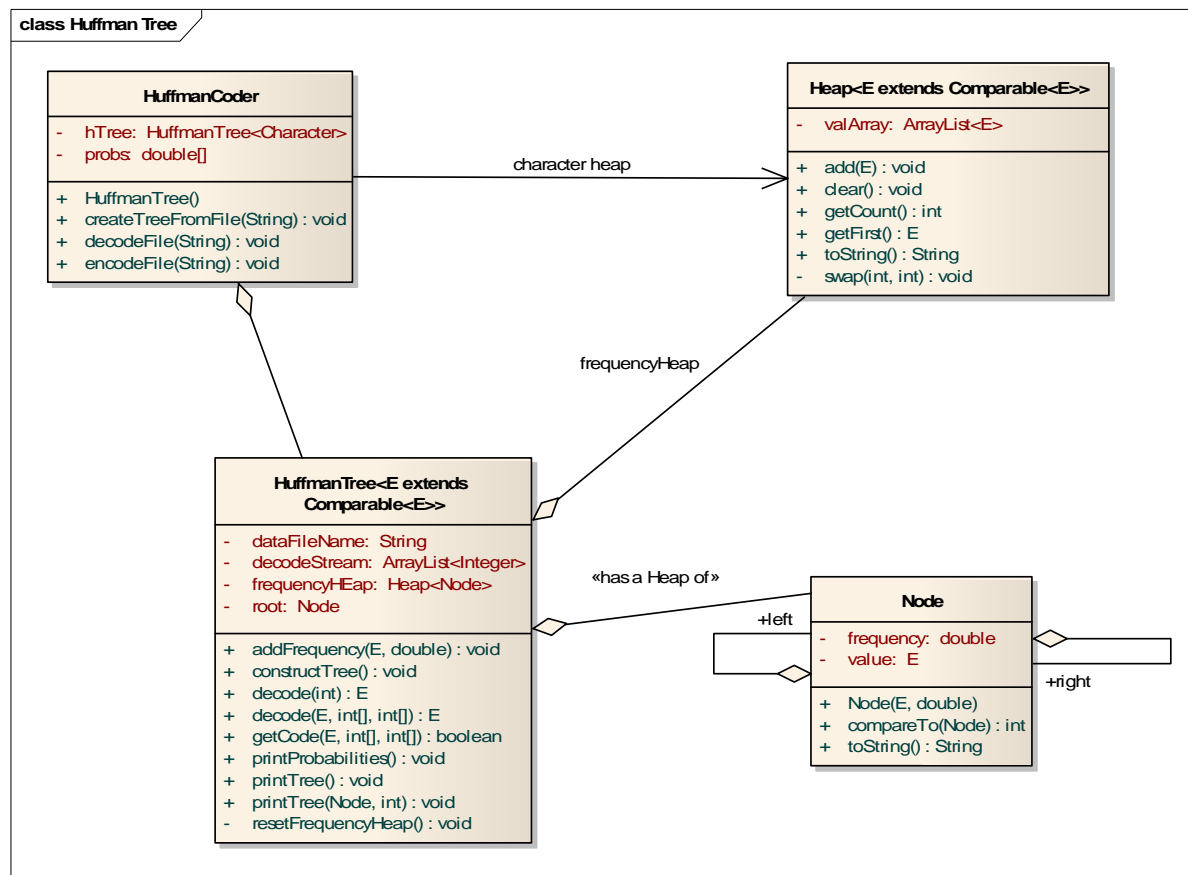 class Huffman Tree
HuffmanCoder
- hTree: HuffmanTree<Character>
- probs: double[]
+ HuffmanTree()
+ createTreeFromFile(String) : void
+ decodeFile(String) : void
+ encodeFile(String) : void
character heap
Heap<E extends Comparable<E>>
- valArray: ArrayList<E>
+ add(E) : void
+ clear() : void
+ getCount() : int
+ getFirst() : E
+ toString() : String
- swap(int, int) : void
frequencyHeap
HuffmanTree<E extends
Comparable<E>>
- dataFileName: String
- decodeStream: ArrayList<Integer>
- frequencyHEap: Heap<Node>
- root: Node
+ addFrequency(E, double) : void
+ constructTree() : void
+ decode(int) : E
+ decode(E, int[], int[]) : E
+ getCode(E, int[], int[]) : boolean
+ printProbabilities() : void
+ printTree() : void
+ printTree(Node, int) : void
- resetFrequencyHeap() : void
«has a Heap of»
+left
Node
- frequency: double
- value: E
+ Node(E, double)
+ compareTo(Node) : int
+ toString() : String
+right